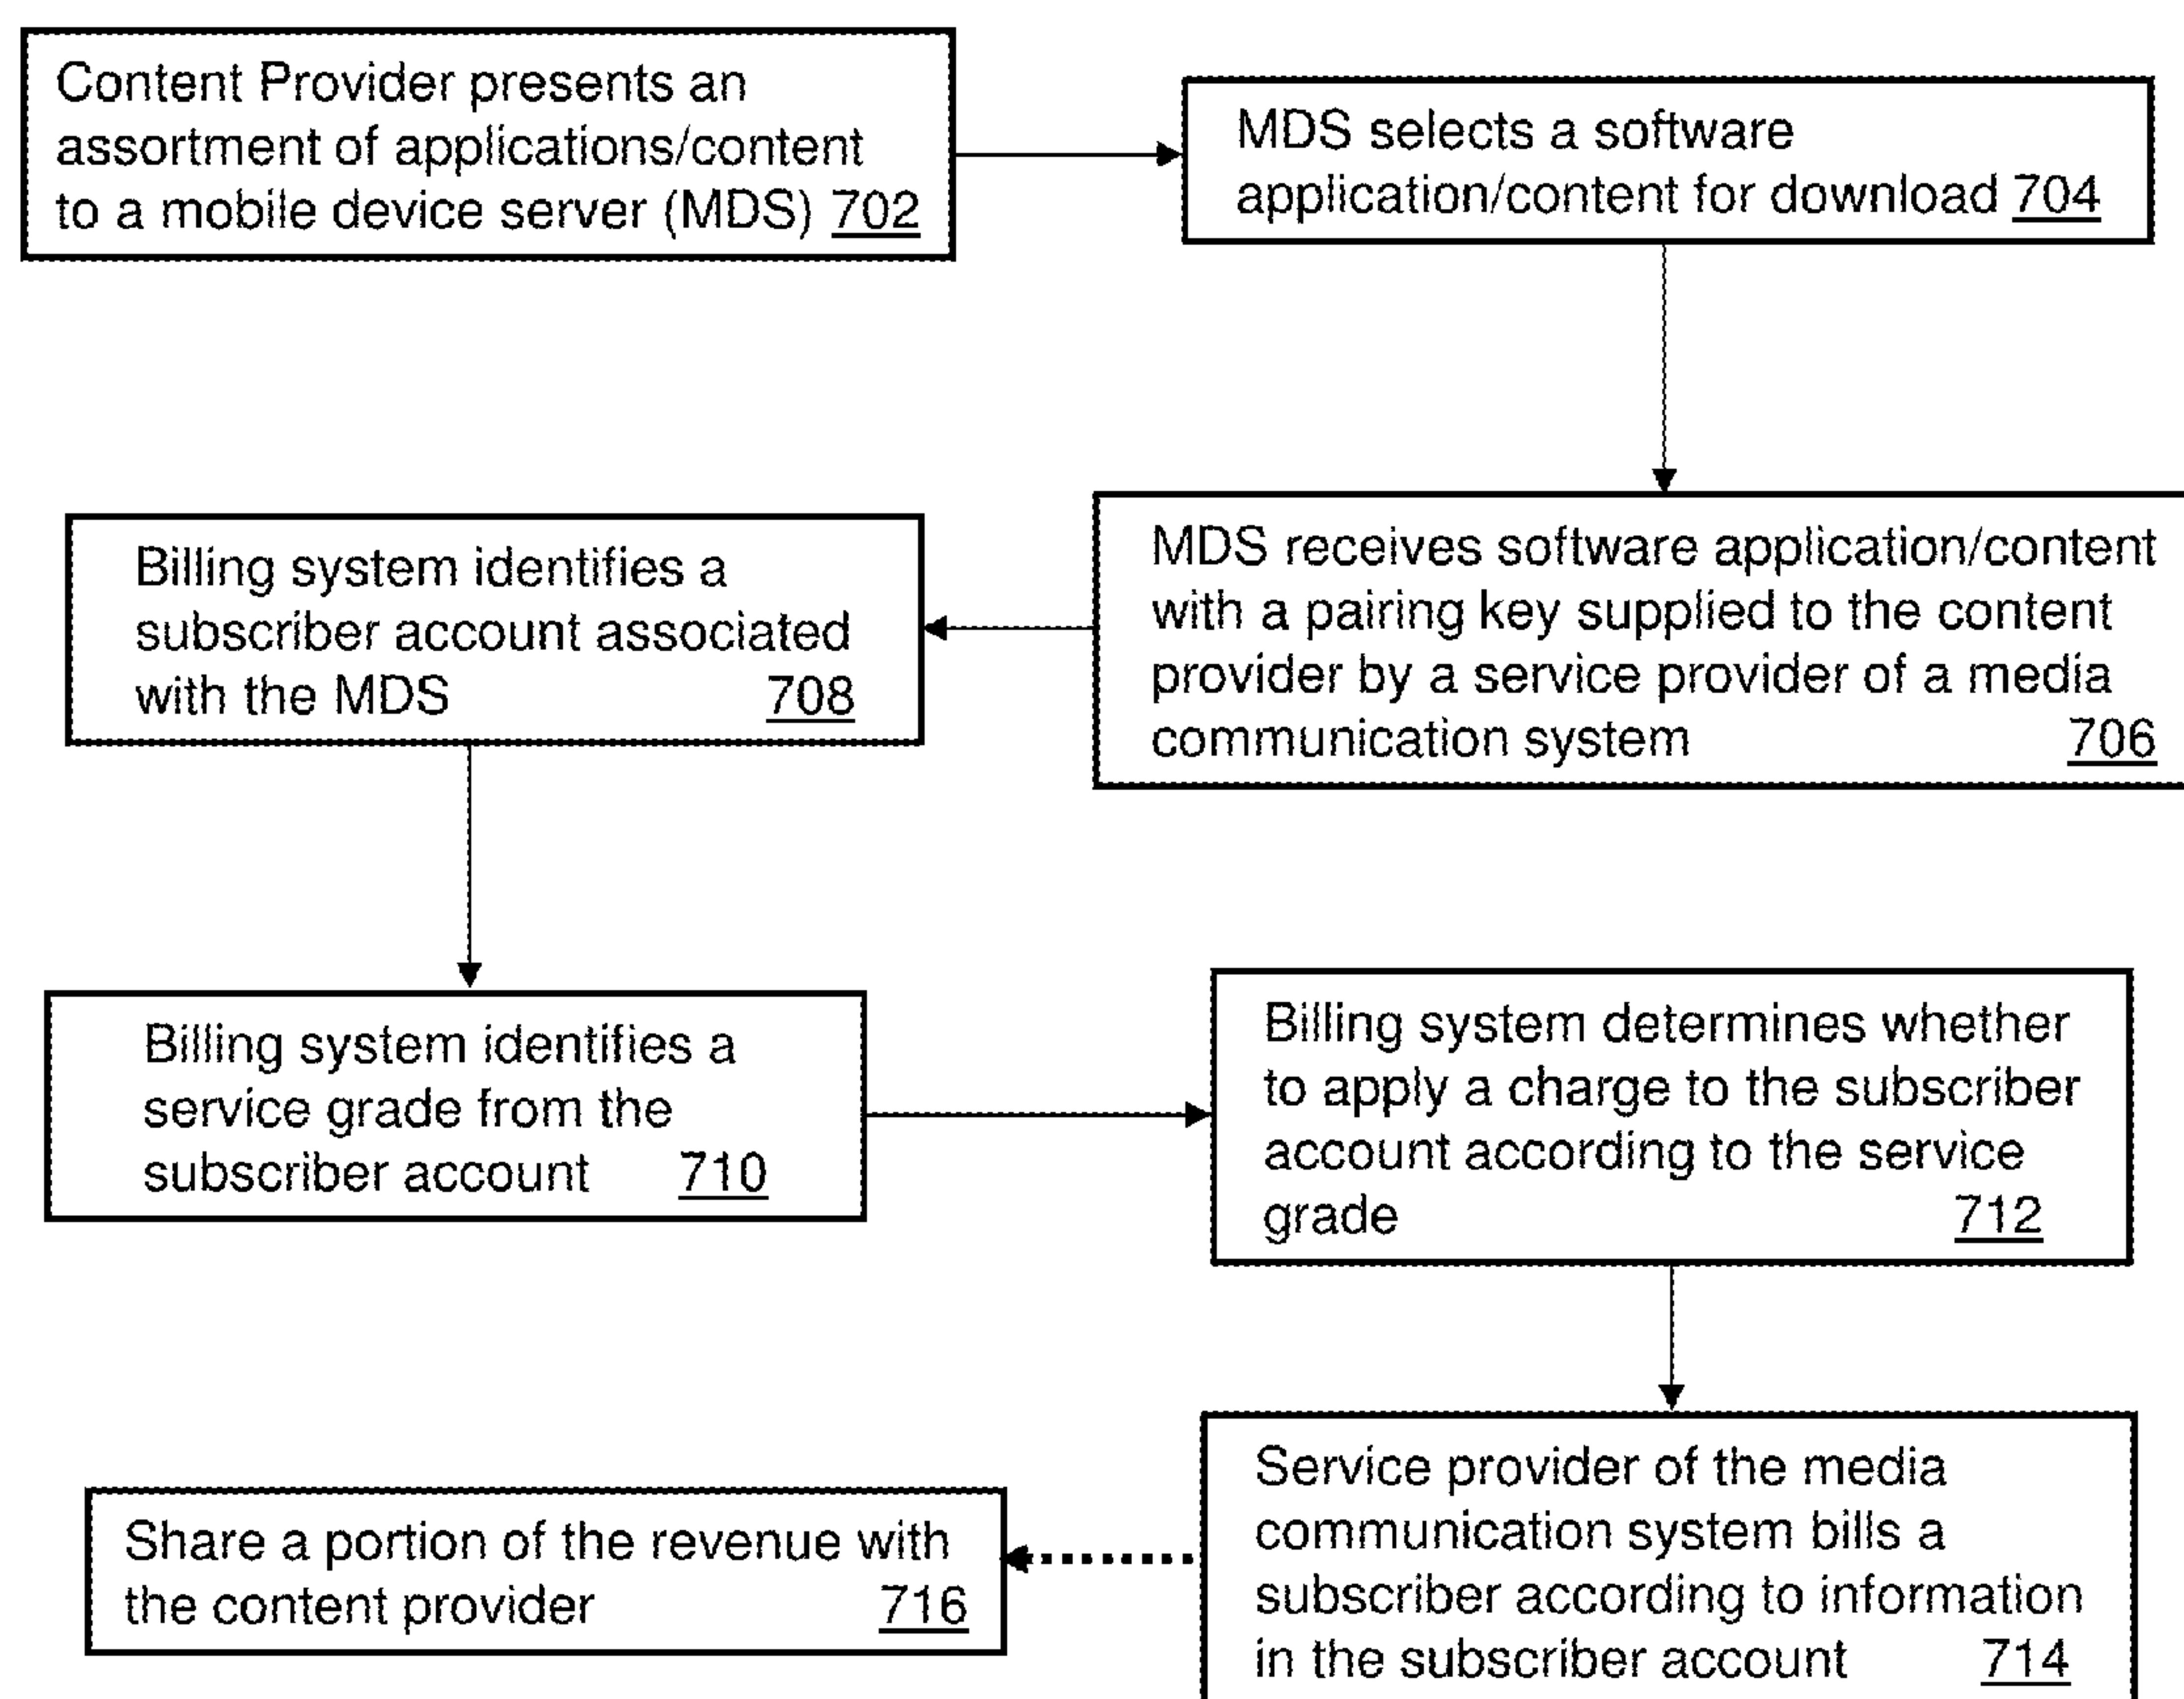 Content Provider presents an
assortment of applications/content
to a mobile device server (MDS) 702
MDS selects a software
application/content for download 704
MDS receives software application/content
with a pairing key supplied to the content
provider by a service provider of a media
communication system 706
Billing system identifies a
subscriber account associated
with the MDS 708
Billing system identifies a
service grade from the
subscriber account 710
Billing system determines whether
to apply a charge to the subscriber
account according to the service
grade 712
Service provider of the media
communication system bills a
subscriber according to information
in the subscriber account 714
Share a portion of the revenue with
the content provider 716